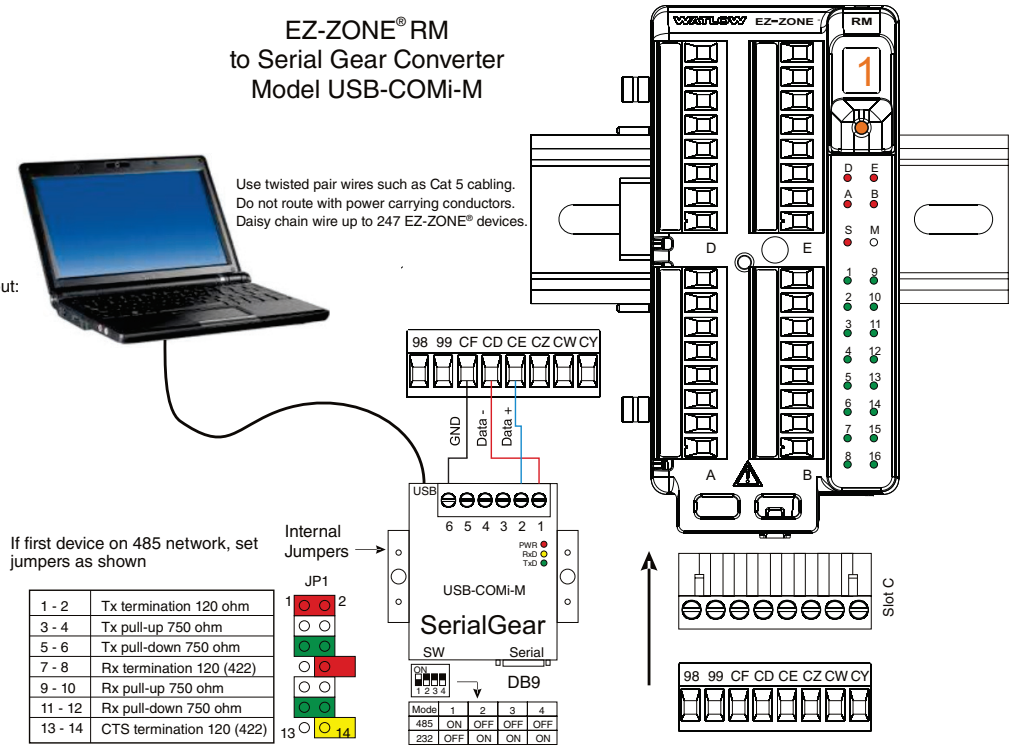 EZ-ZONE® RM
to Serial Gear Converter
Model USB-COMi-M
WATLOW EZ-ZONE RM
1
Use twisted pair wires such as Cat 5 cabling.
Do not route with power carrying conductors.
Daisy chain wire up to 247 EZ-ZONE® devices.
ut:
D E
A B
S M
1 9
2 10
3 11
4 12
5 13
6 14
7 15
8 16
D E
A B
98 99 CF CD CE CZ CW CY
GND
Data -
Data +
USB
6 5 4 3 2 1
PWR
RxD
TxD
USB-COMi-M
SerialGear
SW Serial
ON
1 2 3 4
DB9
Mode 1 2 3 4
485 ON OFF OFF OFF
232 OFF ON ON ON
Internal
Jumpers
JP1
1 2
13 14
If first device on 485 network, set
jumpers as shown
1 - 2 Tx termination 120 ohm
3 - 4 Tx pull-up 750 ohm
5 - 6 Tx pull-down 750 ohm
7 - 8 Rx termination 120 (422)
9 - 10 Rx pull-up 750 ohm
11 - 12 Rx pull-down 750 ohm
13 - 14 CTS termination 120 (422)
Slot C
98 99 CF CD CE CZ CW CY